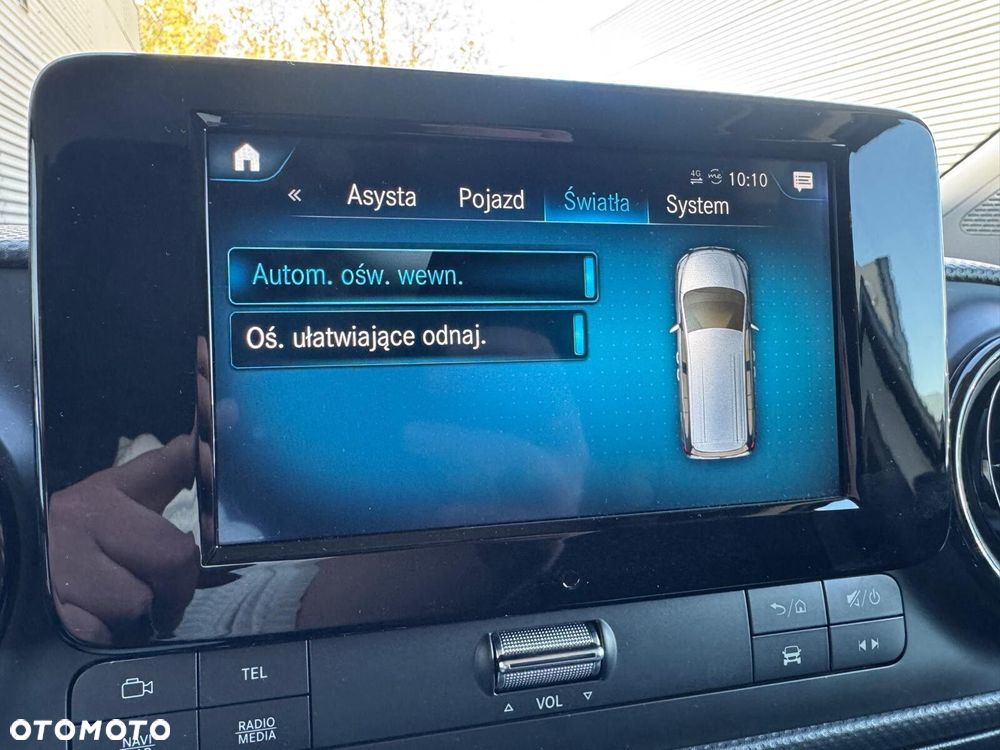 « Asysta Pojazd Światła System 4G me 10:10
Autom. ośw. wewn.
Oś. ułatwiające odnaj.
TEL
VOL
NAVI
RADIO
MEDIA
OTOMOTO